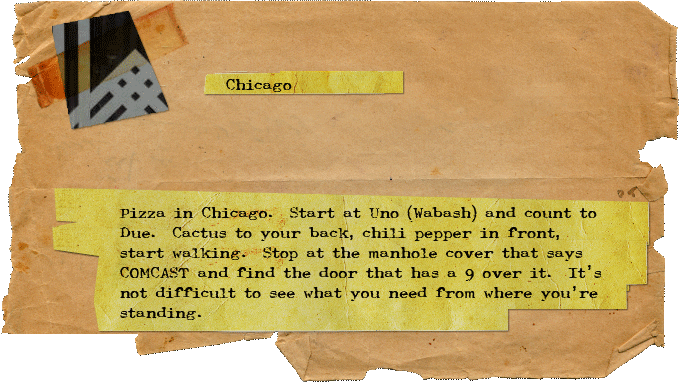 Chicago
Pizza in Chicago. Start at Uno (Wabash) and count to
Due. Cactus to your back, chili pepper in front,
start walking. Stop at the manhole cover that says
COMCAST and find the door that has a 9 over it. It's
not difficult to see what you need from where you're
standing.